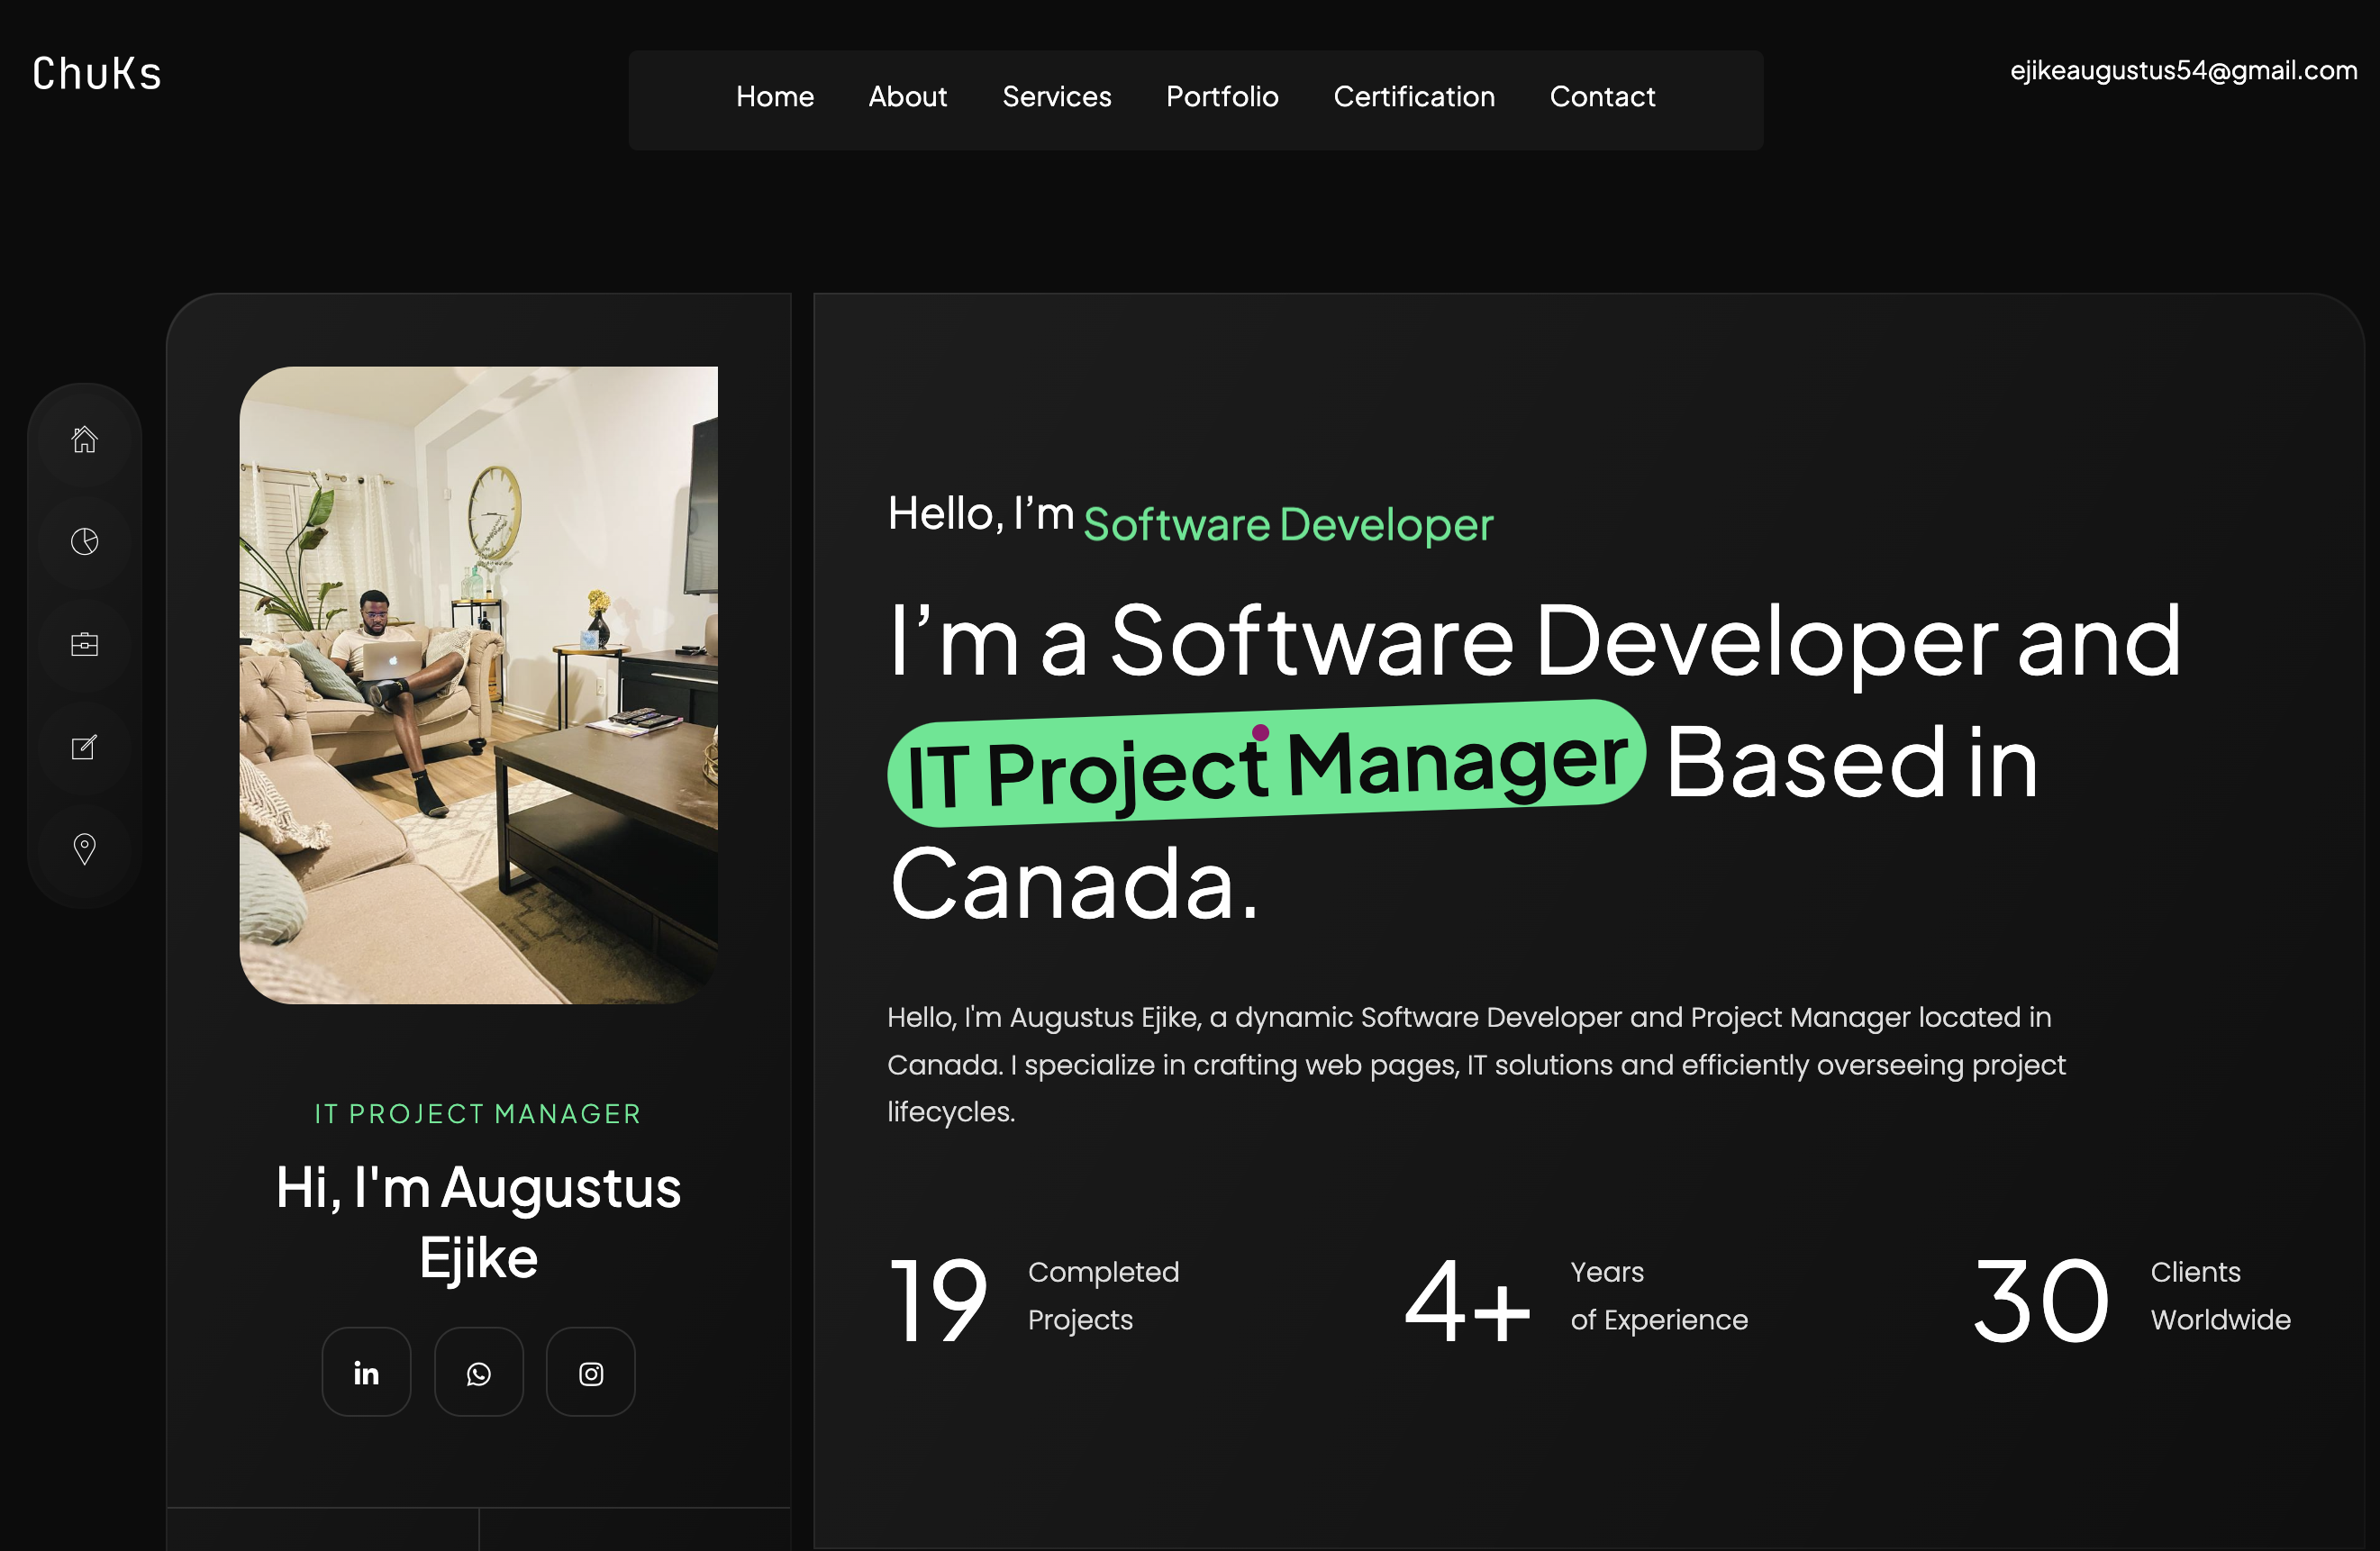 ChuKs
Home About Services Portfolio Certification Contact
ejikeaugustus54@gmail.com
IT PROJECT MANAGER
Hi, I'm Augustus
Ejike
Hello, I’m Software Developer
I’m a Software Developer and
IT Project Manager Based in
Canada.
Hello, I'm Augustus Ejike, a dynamic Software Developer and Project Manager located in
Canada. I specialize in crafting web pages, IT solutions and efficiently overseeing project
lifecycles.
19 Completed
Projects
4+ Years
of Experience
30 Clients
Worldwide